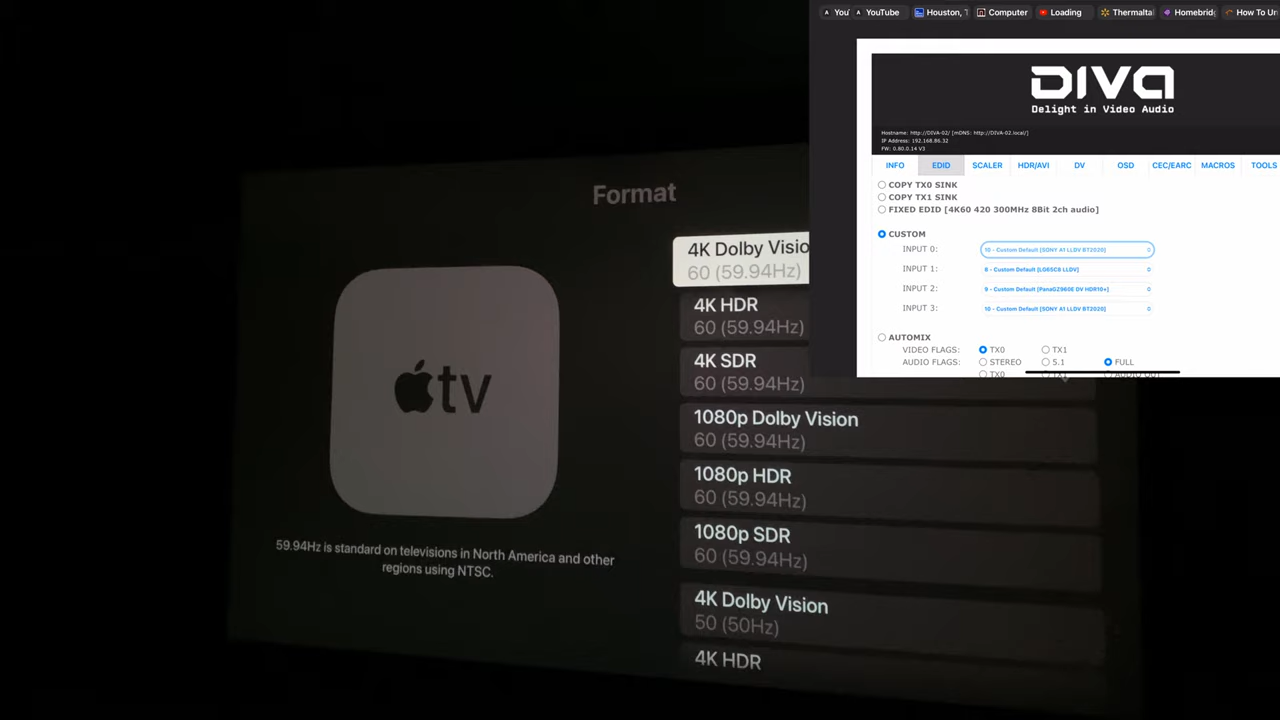 You
YouTube
Houston, T
Computer
Loading
Thermalta
Homebridg
How To Un
DIVA
Delight in Video Audio
Hostname: http://DIVA-02/ [mDNS: http://DIVA-02.local/]
IP Address: 192.168.86.32
FW: 0.80.0.14 V3
INFO EDID SCALER HDR/AVI DV OSD CEC/EARC MACROS TOOLS
COPY TX0 SINK
COPY TX1 SINK
FIXED EDID [4K60 420 300MHz 8Bit 2ch audio]
CUSTOM
INPUT 0: 10 - Custom Default [SONY A1 LLDV BT2020]
INPUT 1: 8 - Custom Default [LG65C8 LLDV]
INPUT 2: 9 - Custom Default [PanaGZ960E DV HDR10+]
INPUT 3: 10 - Custom Default [SONY A1 LLDV BT2020]
AUTOMIX
VIDEO FLAGS: TX0 TX1
AUDIO FLAGS: STEREO 5.1 FULL
TX0 TX1 AUDIO OUT
Format
4K Dolby Visio
60 (59.94Hz)
4K HDR
60 (59.94Hz)
4K SDR
60 (59.94Hz)
1080p Dolby Vision
60 (59.94Hz)
1080p HDR
60 (59.94Hz)
1080p SDR
60 (59.94Hz)
4K Dolby Vision
50 (50Hz)
4K HDR
tv
59.94Hz is standard on televisions in North America and other
regions using NTSC.